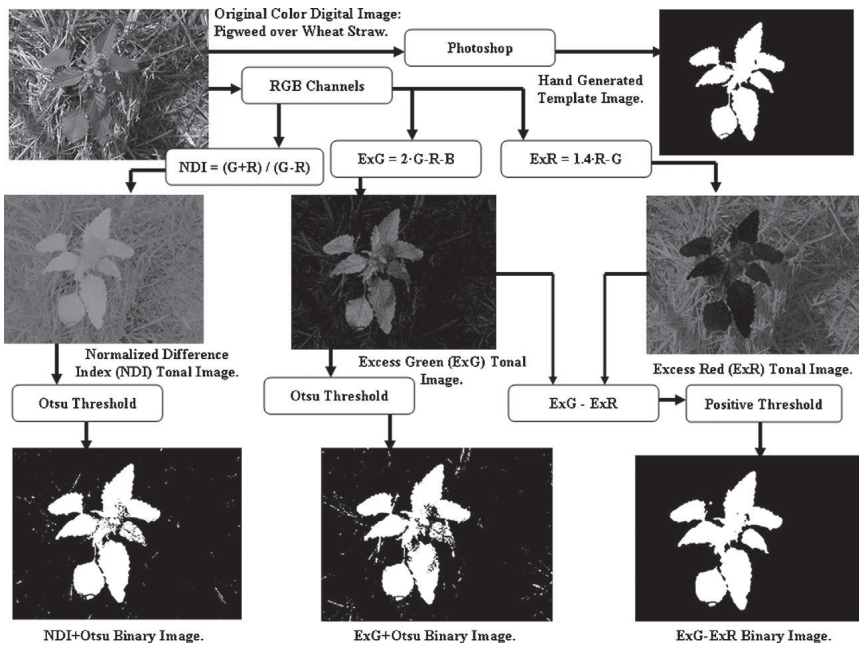 Original Color Digital Image:
Pigweed over Wheat Straw.
Photoshop
RGB Channels
Hand Generated
Template Image.
NDI = (G+R) / (G-R)
ExG = 2·G-R-B
ExR = 1.4·R-G
Normalized Difference
Index (NDI) Tonal Image.
Excess Green (ExG) Tonal
Image.
Excess Red (ExR) Tonal Image.
Otsu Threshold
Otsu Threshold
ExG - ExR
Positive Threshold
NDI+Otsu Binary Image.
ExG+Otsu Binary Image.
ExG-ExR Binary Image.